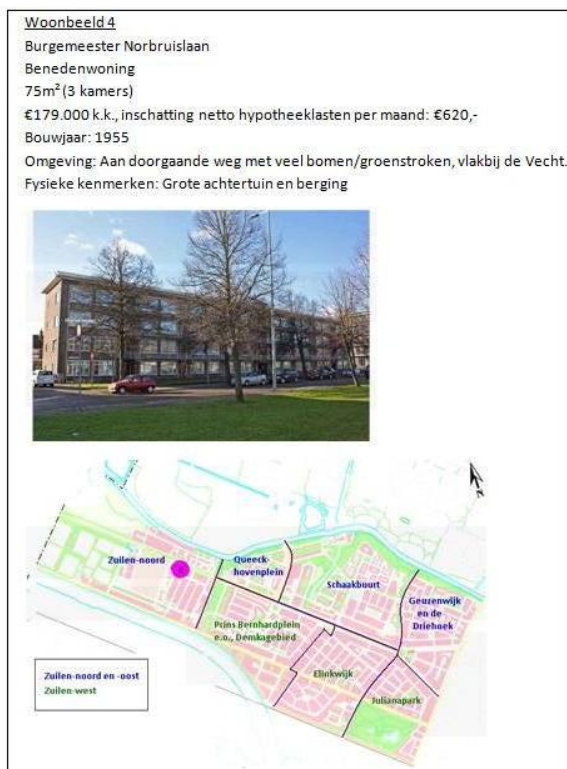 Woonbeeld 4
Burgemeester Norbruislaan
Benedenwoning
75m² (3 kamers)
€179.000 k.k., inschatting netto hypotheeklasten per maand: €620,-
Bouwjaar: 1955
Omgeving: Aan doorgaande weg met veel bomen/groenstroken, vlakbij de Vecht.
Fysieke kenmerken: Grote achtertuin en berging
Zuilen-noord
Queeck-
hovenplein
Schaakbuurt
Geuzenwijk
en de
Driehoek
Prins Bernhardplein
e.o., Demkagebied
Elinkwijk
Julianapark
Zuilen-noord en -oost
Zuilen-west